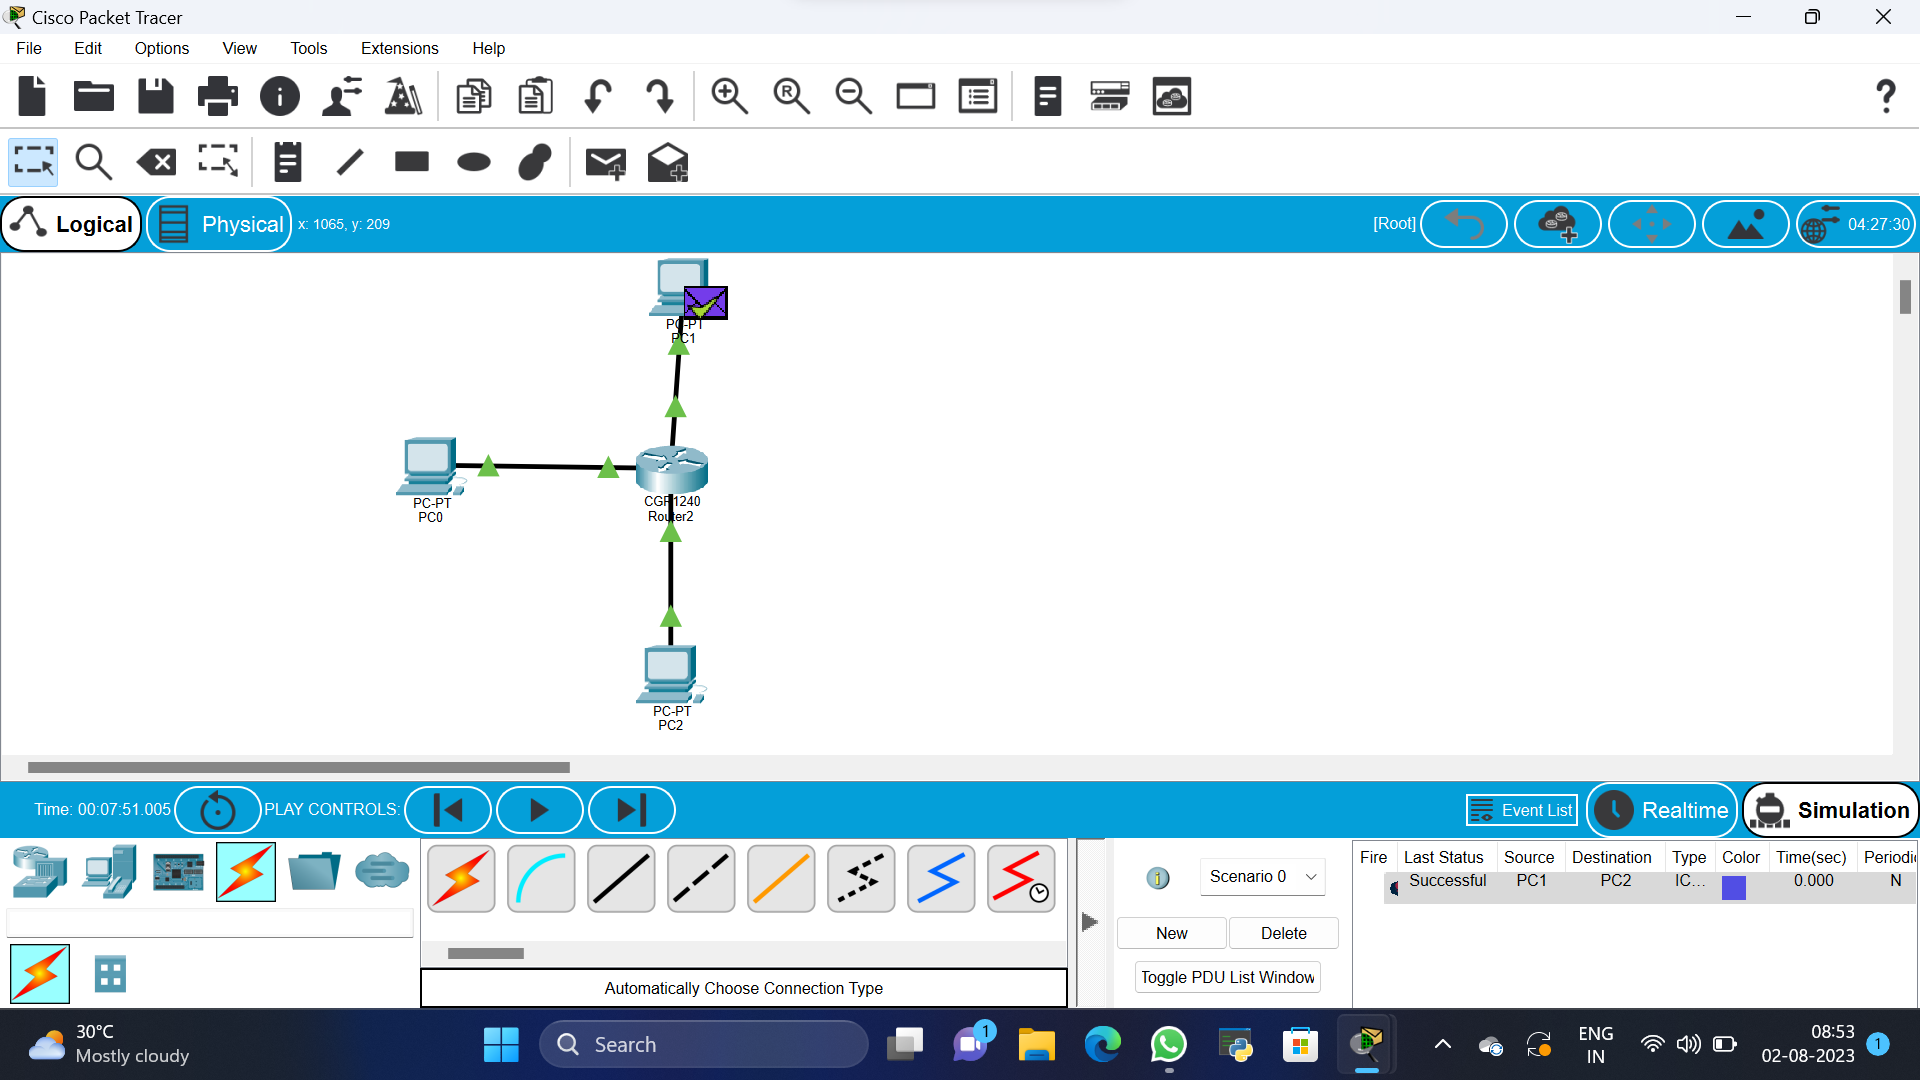 Cisco Packet Tracer
File Edit Options View Tools Extensions Help
Logical Physical x: 1065, y: 209 [Root] 04:27:30
PC-PT
PC1
PC-PT
PC0
CGR1240
Router2
PC-PT
PC2
Time: 00:07:51.005 PLAY CONTROLS: Event List Realtime Simulation
Fire Last Status Source Destination Type Color Time(sec) Periodic
Successful PC1 PC2 IC... 0.000 N
Scenario 0
New Delete
Toggle PDU List Window
Automatically Choose Connection Type
30°C
Mostly cloudy
Search
1
ENG
IN
08:53
02-08-2023
1